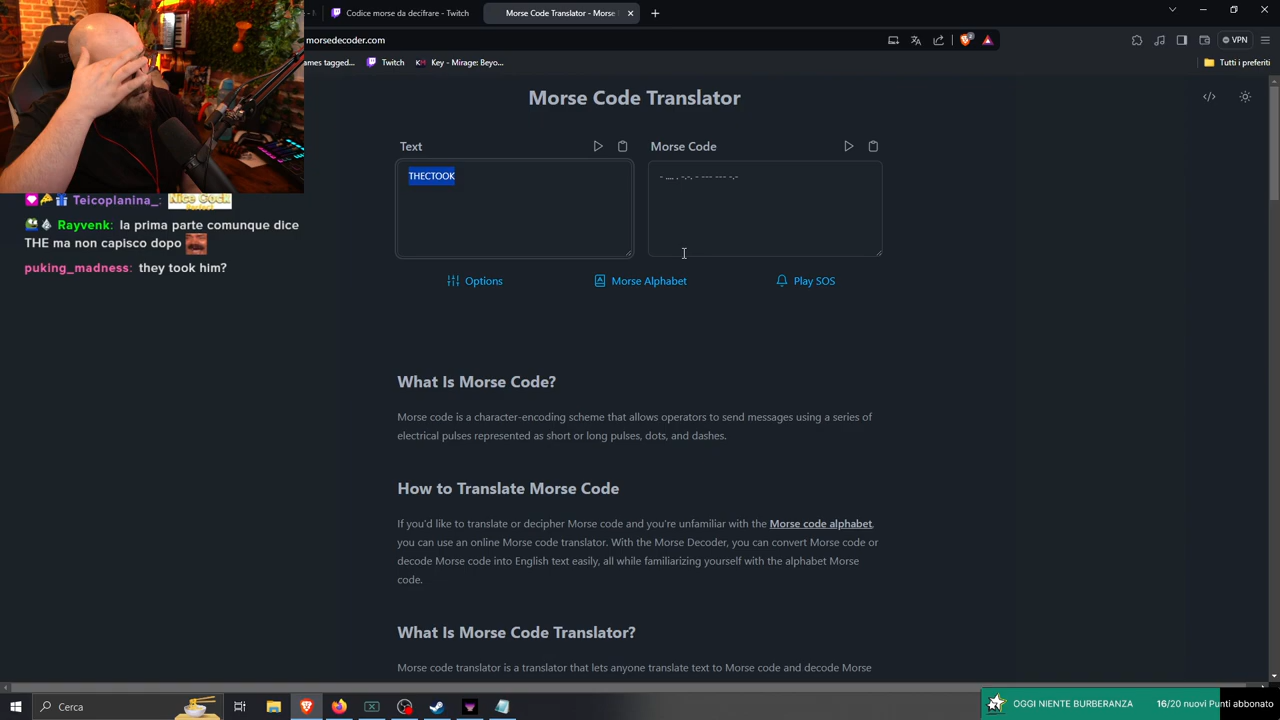 Codice morse da decifrare - Twitch
Morse Code Translator - Morse
morsedecoder.com
VPN
ames tagged...
Twitch
KM Key - Mirage: Beyo...
Tutti i preferiti
Morse Code Translator
Text
Morse Code
THECTOOK
- .... . -.-. - --- --- -.-
Options
Morse Alphabet
Play SOS
Teicoplanina_: Nice Cock
Perfect
Rayvenk: la prima parte comunque dice
THE ma non capisco dopo
puking_madness: they took him?
What Is Morse Code?
Morse code is a character-encoding scheme that allows operators to send messages using a series of
electrical pulses represented as short or long pulses, dots, and dashes.
How to Translate Morse Code
If you'd like to translate or decipher Morse code and you're unfamiliar with the Morse code alphabet,
you can use an online Morse code translator. With the Morse Decoder, you can convert Morse code or
decode Morse code into English text easily, all while familiarizing yourself with the alphabet Morse
code.
What Is Morse Code Translator?
Morse code translator is a translator that lets anyone translate text to Morse code and decode Morse
Cerca
OGGI NIENTE BURBERANZA
16/20 nuovi Punti abbonato